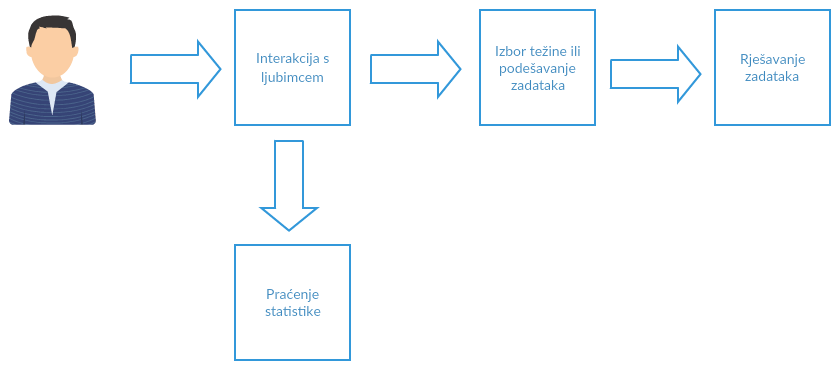 Interakcija s
ljubimcem
Izbor težine ili
podešavanje
zadataka
Rješavanje
zadataka
Praćenje
statistike